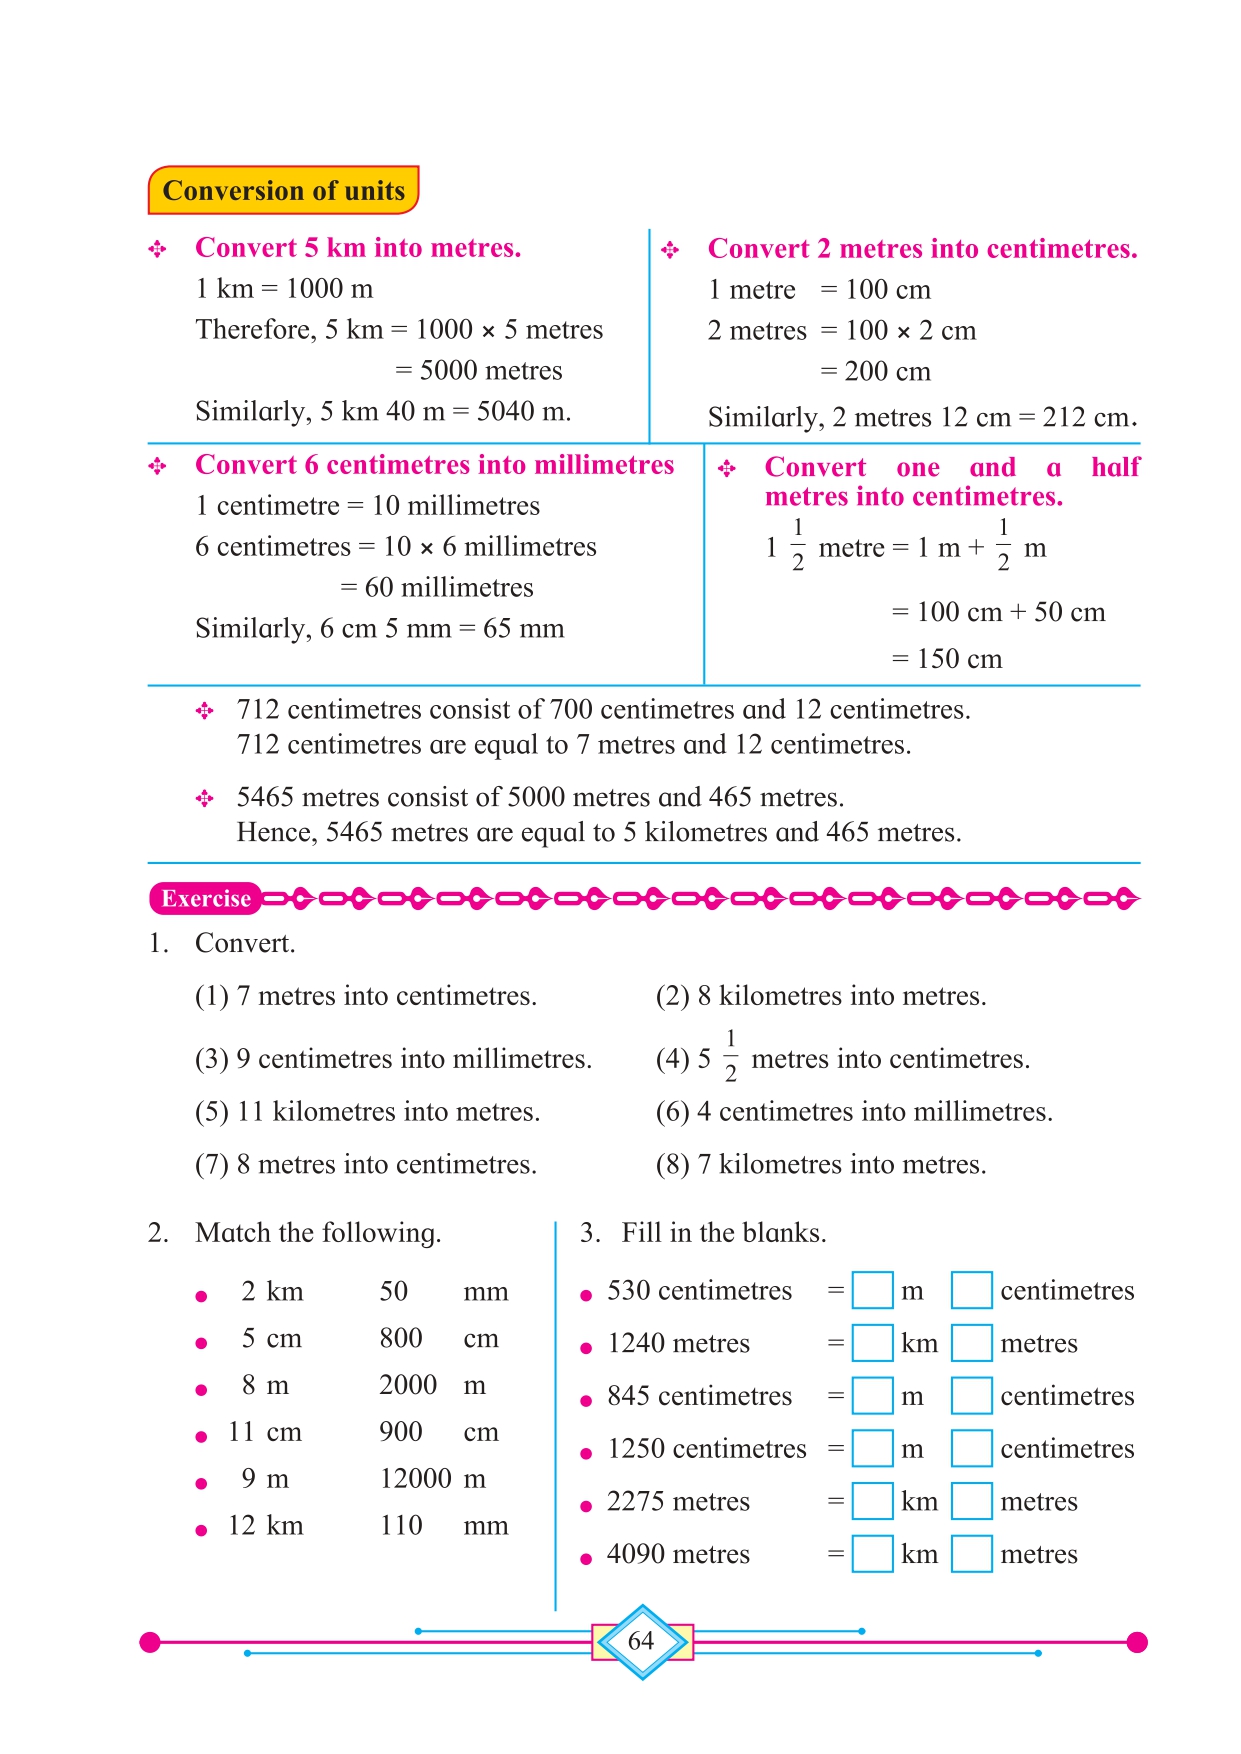 Conversion of units
Convert 5 km into metres.
1 km = 1000 m
Therefore, 5 km = 1000 × 5 metres
= 5000 metres
Similarly, 5 km 40 m = 5040 m.
Convert 2 metres into centimetres.
1 metre = 100 cm
2 metres = 100 × 2 cm
= 200 cm
Similarly, 2 metres 12 cm = 212 cm.
Convert 6 centimetres into millimetres
1 centimetre = 10 millimetres
6 centimetres = 10 × 6 millimetres
= 60 millimetres
Similarly, 6 cm 5 mm = 65 mm
Convert one and a half
metres into centimetres.
1 1/2 metre = 1 m + 1/2 m
= 100 cm + 50 cm
= 150 cm
712 centimetres consist of 700 centimetres and 12 centimetres.
712 centimetres are equal to 7 metres and 12 centimetres.
5465 metres consist of 5000 metres and 465 metres.
Hence, 5465 metres are equal to 5 kilometres and 465 metres.
Exercise
1. Convert.
(1) 7 metres into centimetres. (2) 8 kilometres into metres.
(3) 9 centimetres into millimetres. (4) 5 1/2 metres into centimetres.
(5) 11 kilometres into metres. (6) 4 centimetres into millimetres.
(7) 8 metres into centimetres. (8) 7 kilometres into metres.
2. Match the following.
2 km 50 mm
5 cm 800 cm
8 m 2000 m
11 cm 900 cm
9 m 12000 m
12 km 110 mm
3. Fill in the blanks.
530 centimetres = m centimetres
1240 metres = km metres
845 centimetres = m centimetres
1250 centimetres = m centimetres
2275 metres = km metres
4090 metres = km metres
64